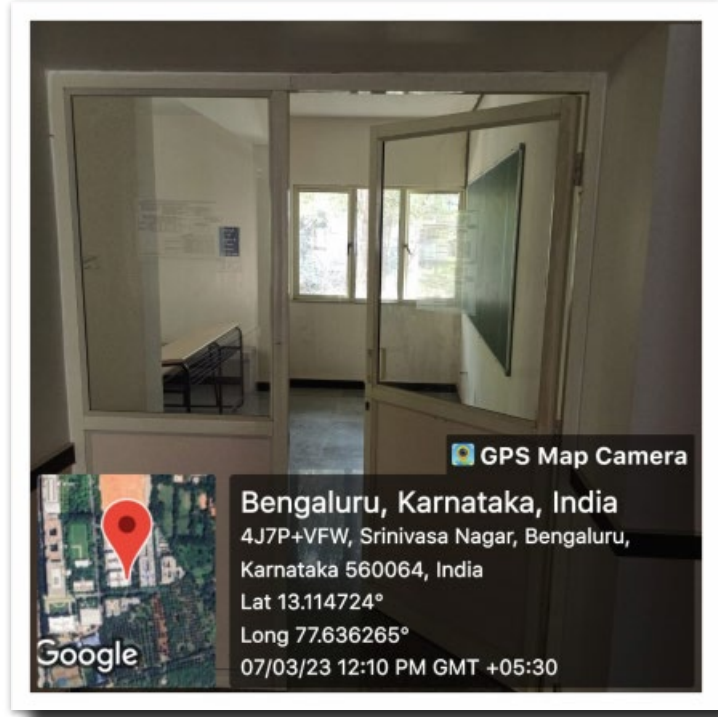 GPS Map Camera
Bengaluru, Karnataka, India
4J7P+VFW, Srinivasa Nagar, Bengaluru,
Karnataka 560064, India
Lat 13.114724°
Long 77.636265°
07/03/23 12:10 PM GMT +05:30
Google